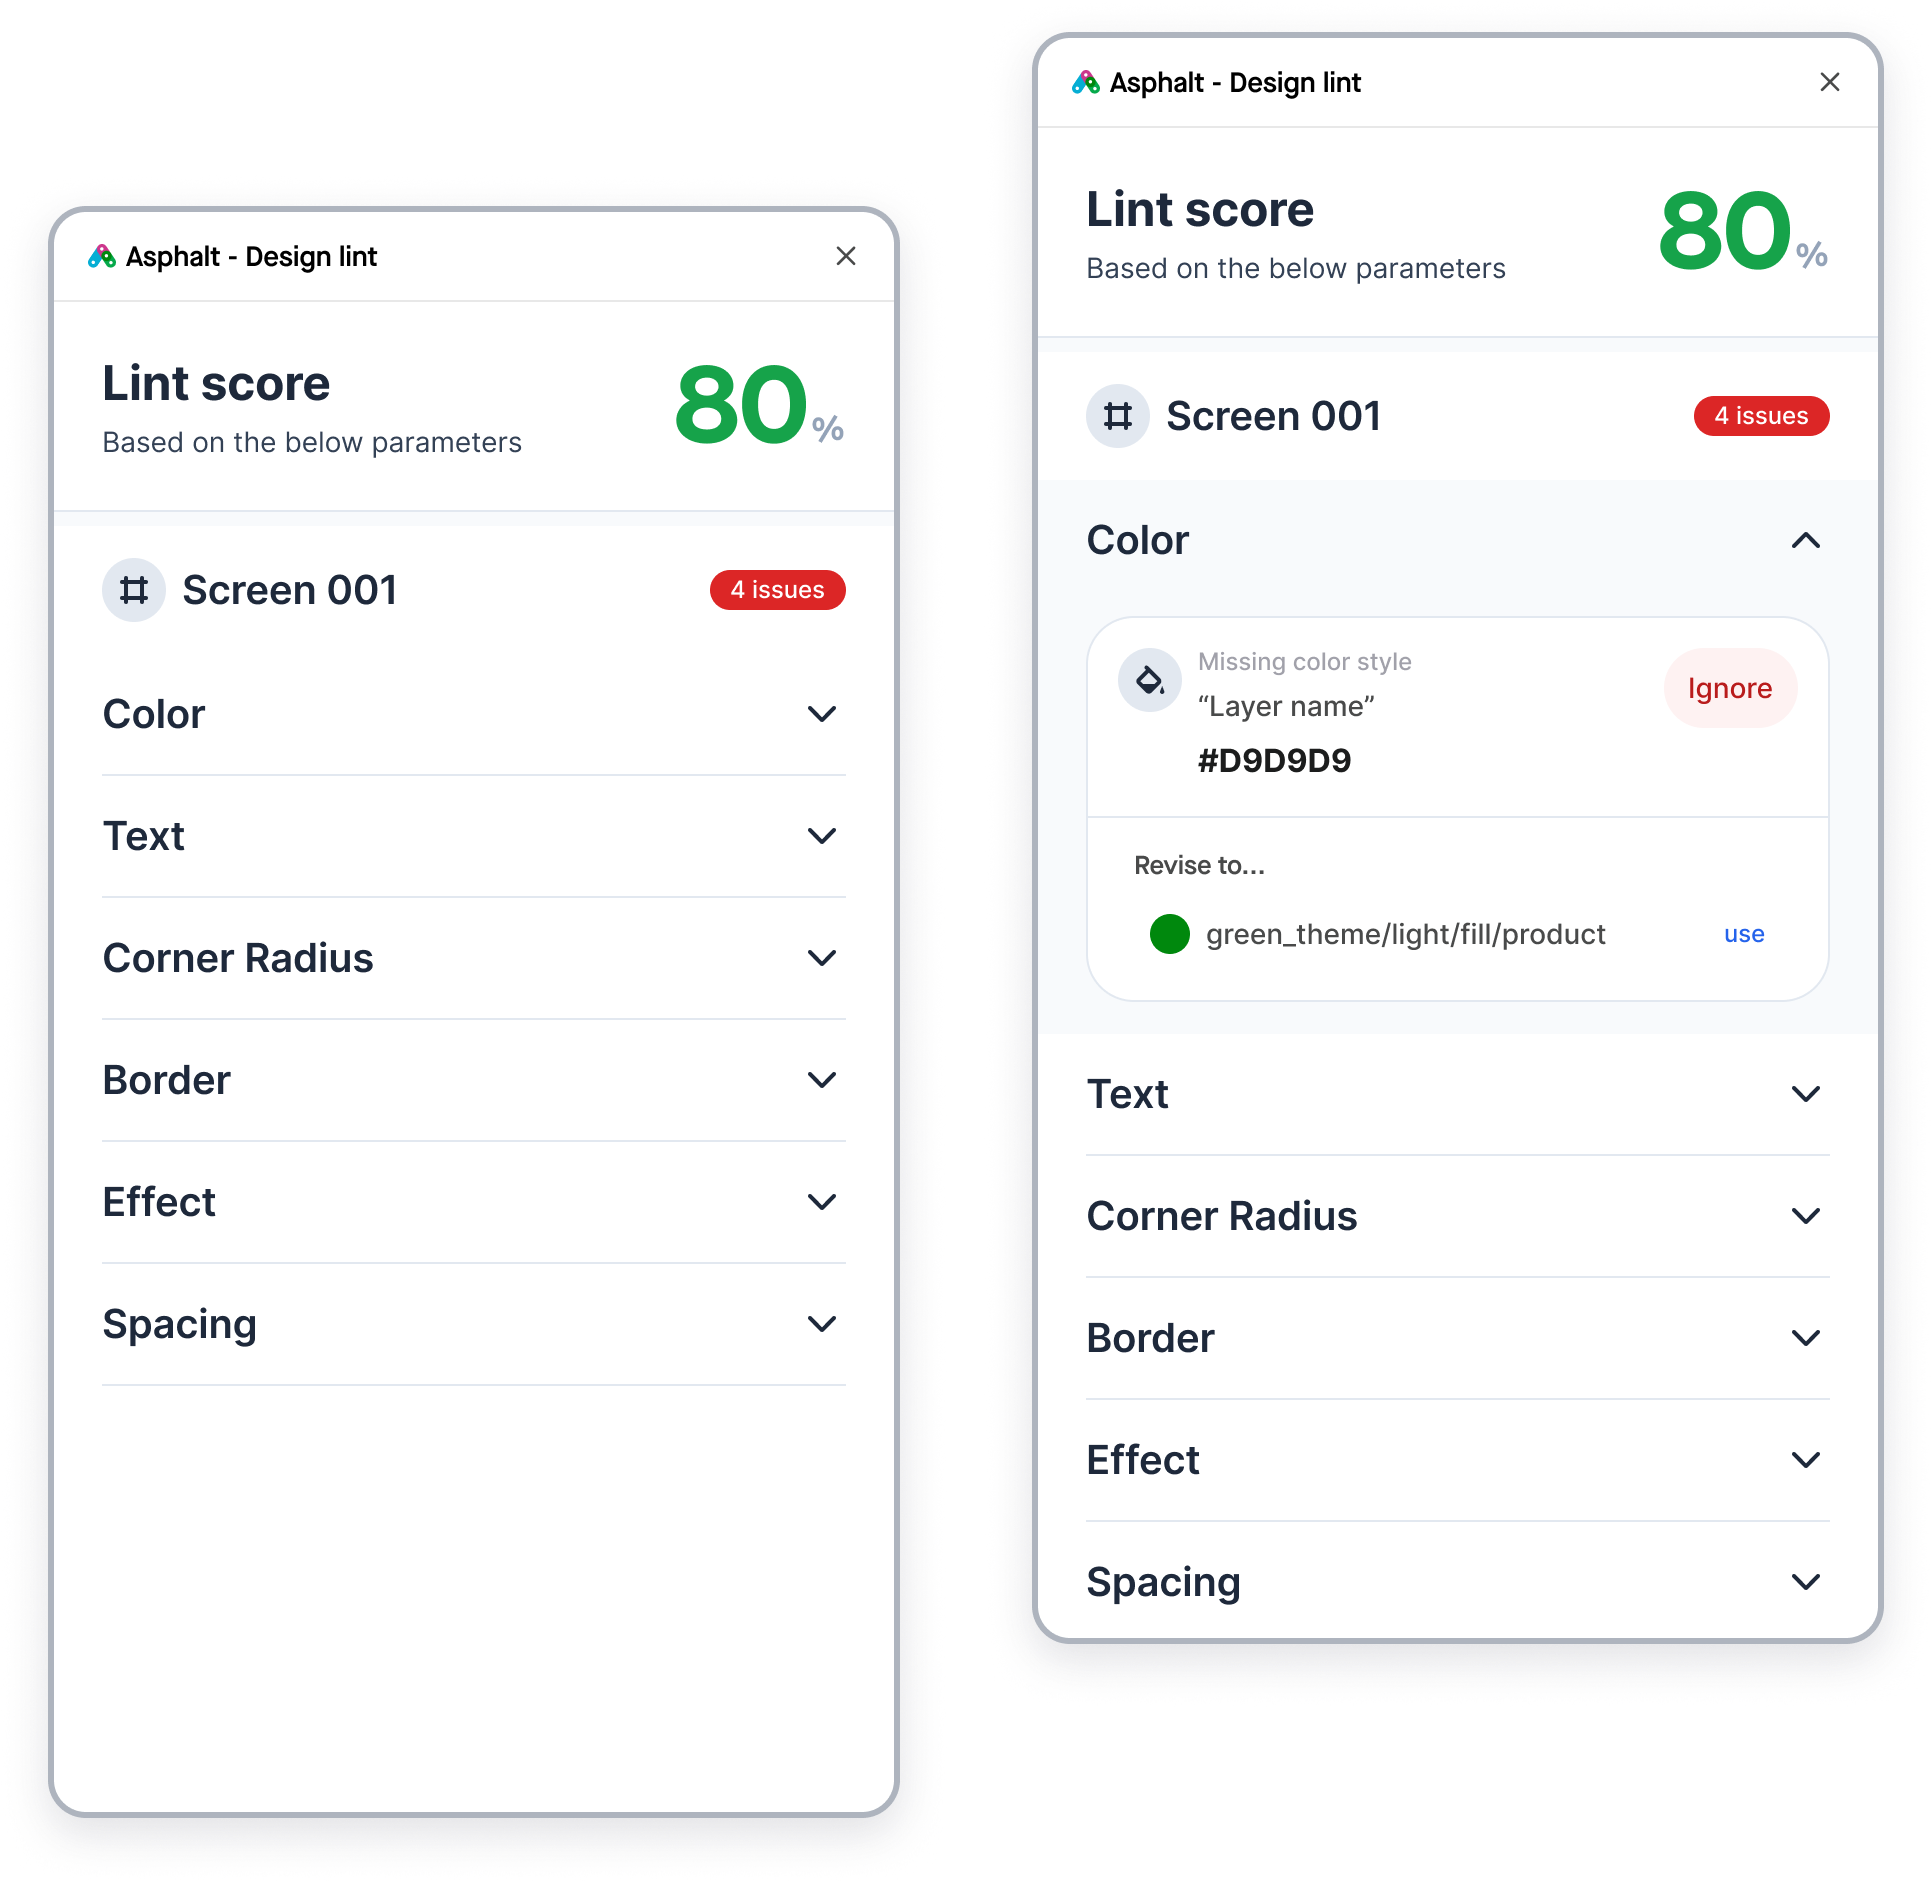 Asphalt - Design lint
Lint score
Based on the below parameters
80%
Screen 001
4 issues
Color
Text
Corner Radius
Border
Effect
Spacing
Asphalt - Design lint
Lint score
Based on the below parameters
80%
Screen 001
4 issues
Color
Missing color style
“Layer name”
#D9D9D9
Ignore
Revise to...
green_theme/light/fill/product
use
Text
Corner Radius
Border
Effect
Spacing